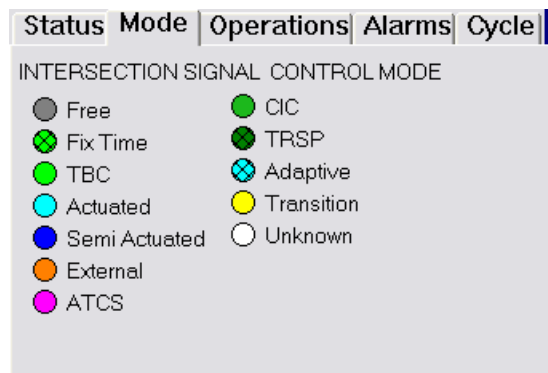 Status Mode Operations Alarms Cycle
INTERSECTION SIGNAL CONTROL MODE
Free
Fix Time
TBC
Actuated
Semi Actuated
External
ATCS
CIC
TRSP
Adaptive
Transition
Unknown